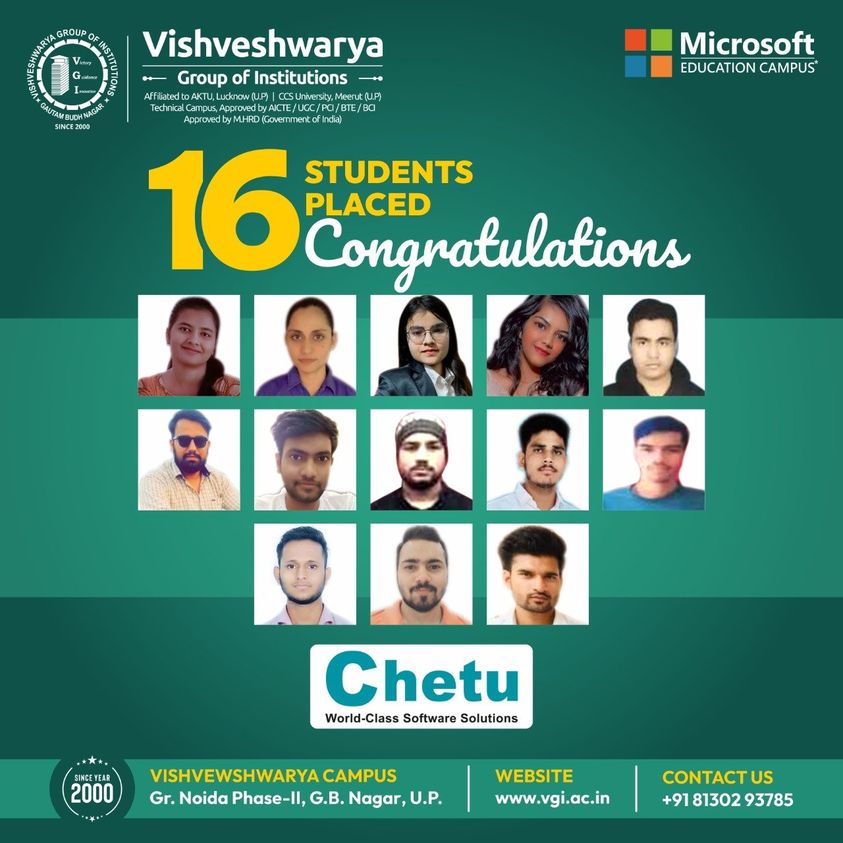 VISHVESHWARYA GROUP OF INSTITUTIONS
Victory
Guidance
Innovation
GAUTAM BUDH NAGAR
SINCE 2000
Vishveshwarya
Group of Institutions
Affiliated to AKTU, Lucknow (U.P) | CCS University, Meerut (U.P)
Technical Campus, Approved by AICTE / UGC / PCI / BTE / BCI
Approved by M.HRD (Government of India)
Microsoft
EDUCATION CAMPUS*
16 STUDENTS
PLACED
Congratulations
Chetu
World-Class Software Solutions
SINCE YEAR
2000
VISHVEWSHWARYA CAMPUS
Gr. Noida Phase-II, G.B. Nagar, U.P.
WEBSITE
www.vgi.ac.in
CONTACT US
+91 81302 93785